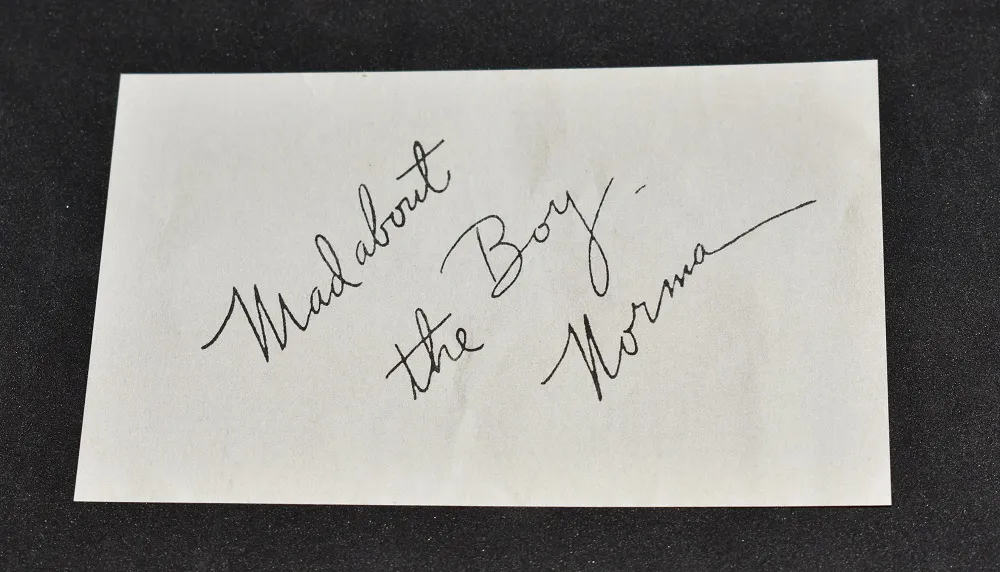 Mad about
the Boy.
Norma